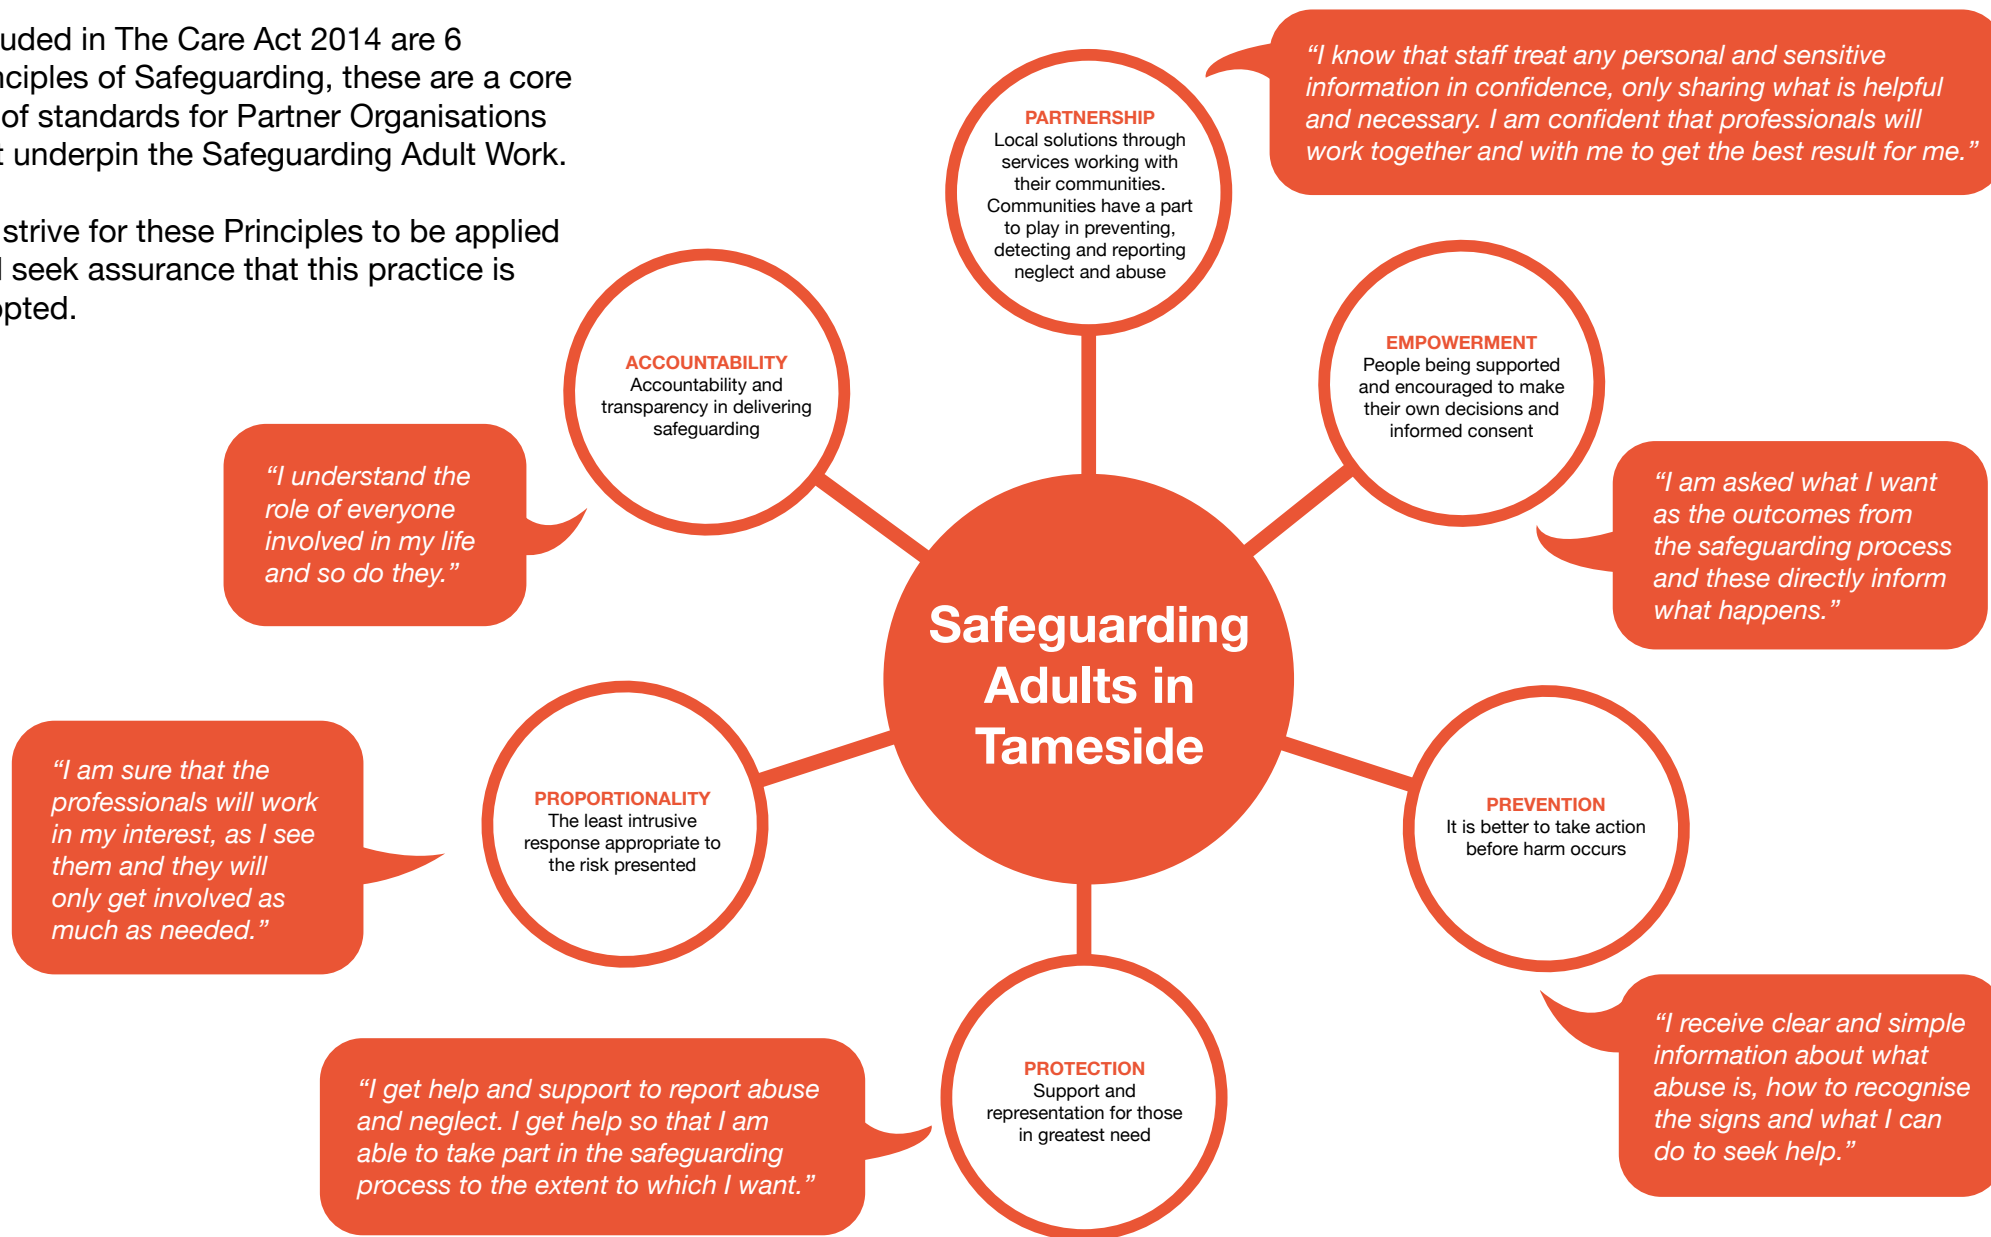 uded in The Care Act 2014 are 6
nciples of Safeguarding, these are a core
of standards for Partner Organisations
t underpin the Safeguarding Adult Work.
strive for these Principles to be applied
l seek assurance that this practice is
opted.
“I know that staff treat any personal and sensitive
information in confidence, only sharing what is helpful
and necessary. I am confident that professionals will
work together and with me to get the best result for me.”
PARTNERSHIP
Local solutions through
services working with
their communities.
Communities have a part
to play in preventing,
detecting and reporting
neglect and abuse
EMPOWERMENT
People being supported
and encouraged to make
their own decisions and
informed consent
“I am asked what I want
as the outcomes from
the safeguarding process
and these directly inform
what happens.”
ACCOUNTABILITY
Accountability and
transparency in delivering
safeguarding
“I understand the
role of everyone
involved in my life
and so do they.”
Safeguarding
Adults in
Tameside
PROPORTIONALITY
The least intrusive
response appropriate to
the risk presented
“I am sure that the
professionals will work
in my interest, as I see
them and they will
only get involved as
much as needed.”
PREVENTION
It is better to take action
before harm occurs
“I receive clear and simple
information about what
abuse is, how to recognise
the signs and what I can
do to seek help.”
PROTECTION
Support and
representation for those
in greatest need
“I get help and support to report abuse
and neglect. I get help so that I am
able to take part in the safeguarding
process to the extent to which I want.”